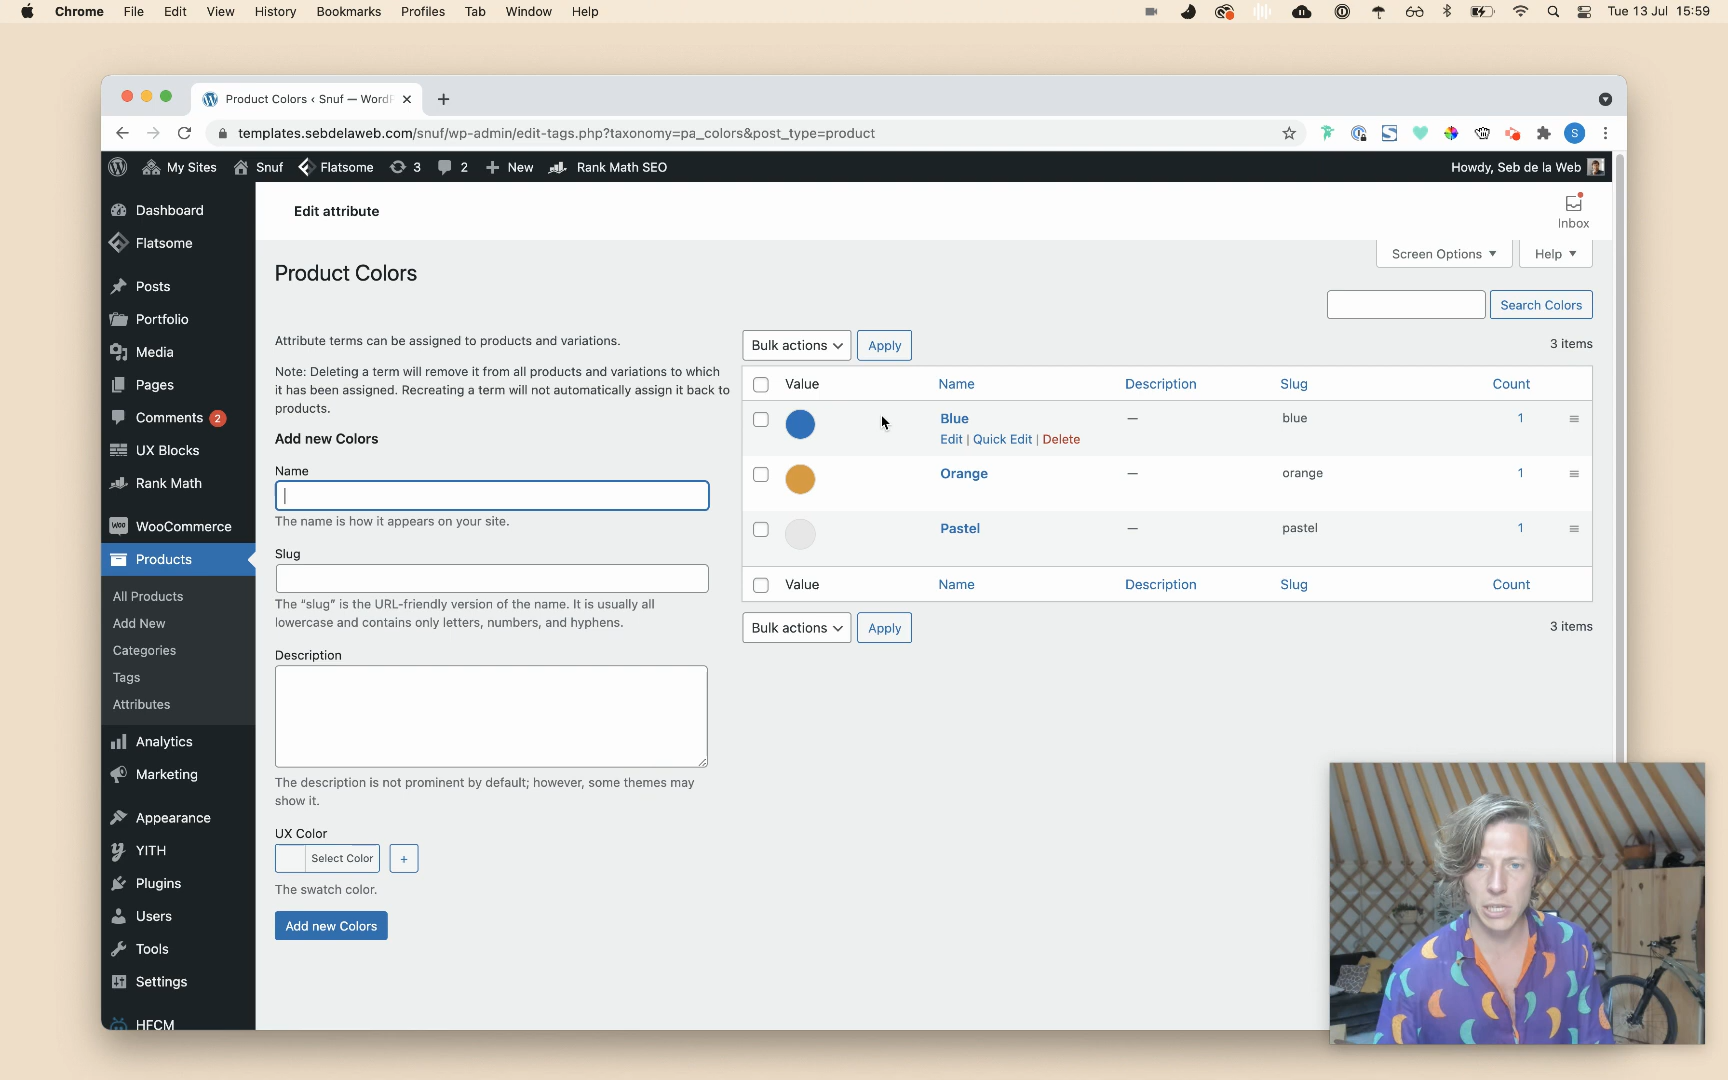 Chrome File Edit View History Bookmarks Profiles Tab Window Help Tue 13 Jul 15:59
Product Colors ‹ Snuf — WordP
templates.sebdelaweb.com/snuf/wp-admin/edit-tags.php?taxonomy=pa_colors&post_type=product S
My Sites Snuf Flatsome 3 2 New Rank Math SEO Howdy, Seb de la Web
Dashboard
Flatsome
Posts
Portfolio
Media
Pages
Comments 2
UX Blocks
Rank Math
WooCommerce
Products
All Products
Add New
Categories
Tags
Attributes
Analytics
Marketing
Appearance
YITH
Plugins
Users
Tools
Settings
HFCM
Edit attribute
Inbox
Screen Options Help
Product Colors
Search Colors
Attribute terms can be assigned to products and variations.
Note: Deleting a term will remove it from all products and variations to which
it has been assigned. Recreating a term will not automatically assign it back to
products.
Add new Colors
Name
The name is how it appears on your site.
Slug
The “slug” is the URL-friendly version of the name. It is usually all
lowercase and contains only letters, numbers, and hyphens.
Description
The description is not prominent by default; however, some themes may
show it.
UX Color
Select Color +
The swatch color.
Add new Colors
Bulk actions Apply 3 items
Value Name Description Slug Count
Blue — blue 1
Edit | Quick Edit | Delete
Orange — orange 1
Pastel — pastel 1
Value Name Description Slug Count
Bulk actions Apply 3 items